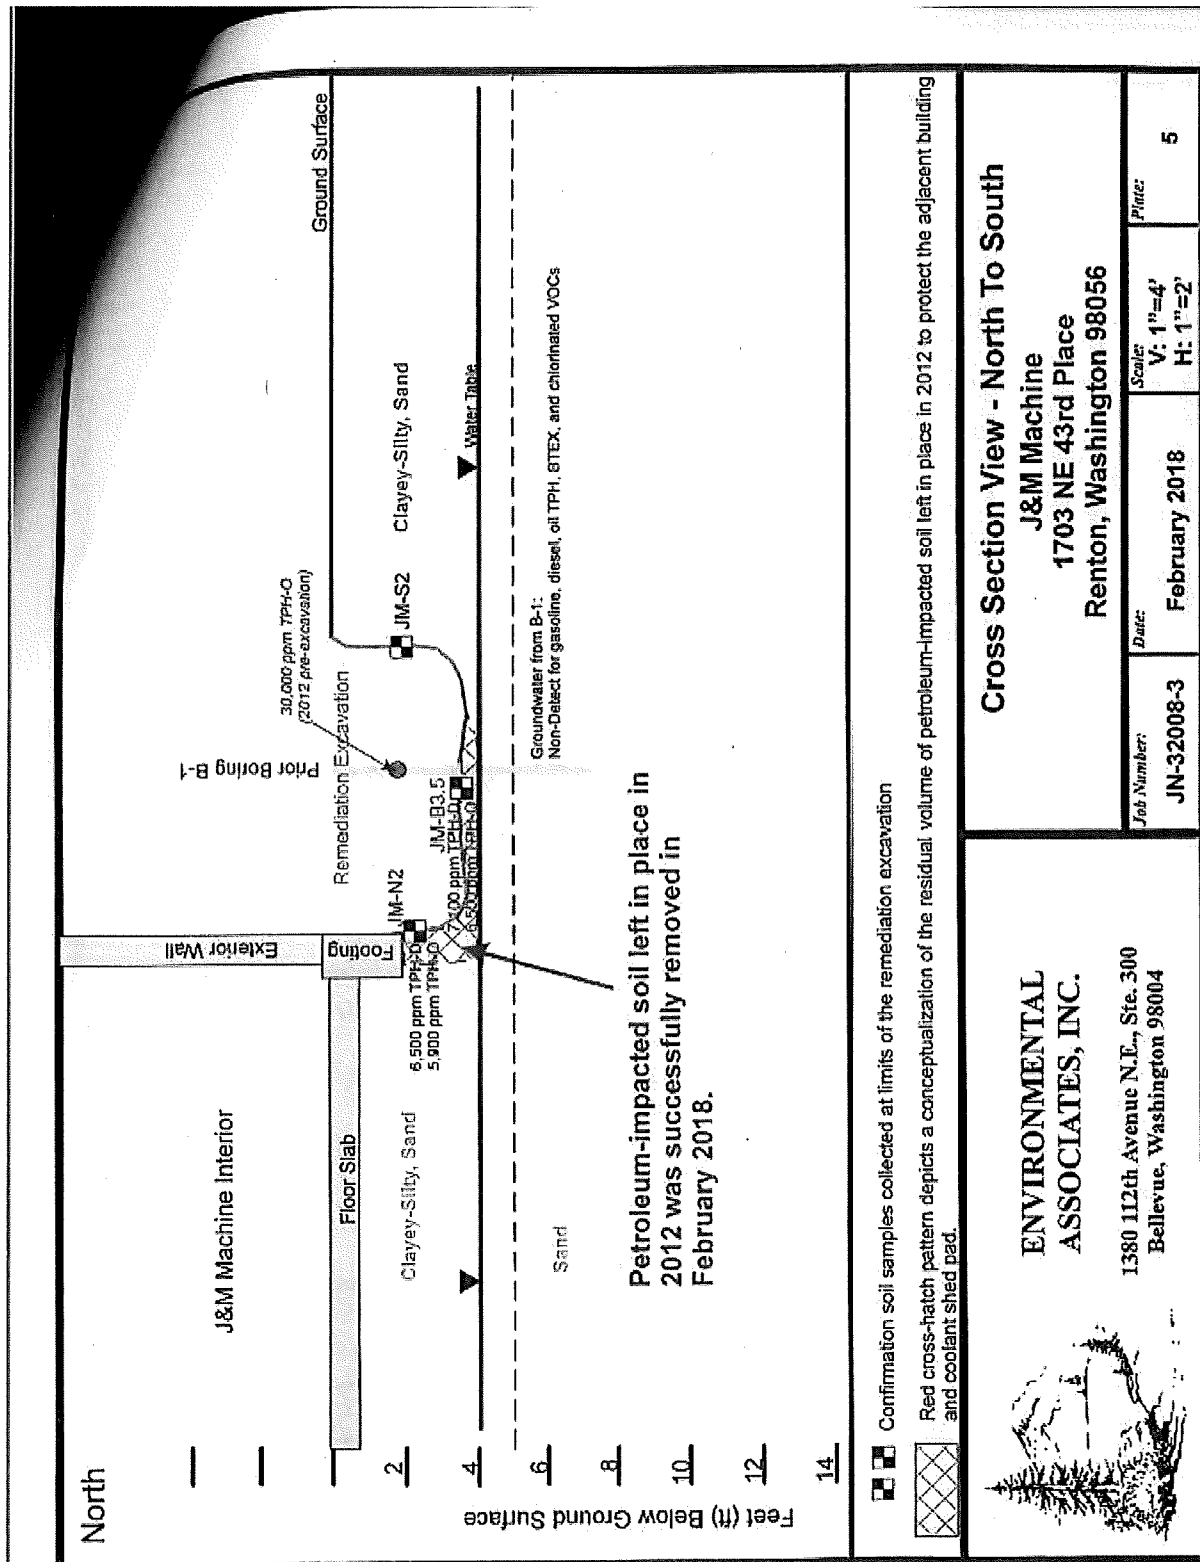 North
J&M Machine Interior
Exterior Wall
Footing
Floor Slab
Prior Boring B-1
30,000 ppm TPH-O
(2012 pre-excavation)
Remediation Excavation
Ground Surface
JM-N2
6,500 ppm TPH-D
5,900 ppm TPH-O
JM-B3.5
7,100 ppm TPH-D
6,500 ppm TPH-O
JM-S2
Clayey-Silty, Sand
Clayey-Silty, Sand
Water Table
Groundwater from B-1:
Non-Detect for gasoline, diesel, oil TPH, BTEX, and chlorinated VOCs
Sand
Petroleum-impacted soil left in place in
2012 was successfully removed in
February 2018.
Feet (ft) Below Ground Surface
2
4
6
8
10
12
14
Confirmation soil samples collected at limits of the remediation excavation
Red cross-hatch pattern depicts a conceptualization of the residual volume of petroleum-impacted soil left in place in 2012 to protect the adjacent building
and coolant shed pad.
ENVIRONMENTAL
ASSOCIATES, INC.
1380 112th Avenue N.E., Ste. 300
Bellevue, Washington 98004
Cross Section View - North To South
J&M Machine
1703 NE 43rd Place
Renton, Washington 98056
Job Number:
JN-32008-3
Date:
February 2018
Scale:
V: 1"=4'
H: 1"=2'
Plate:
5